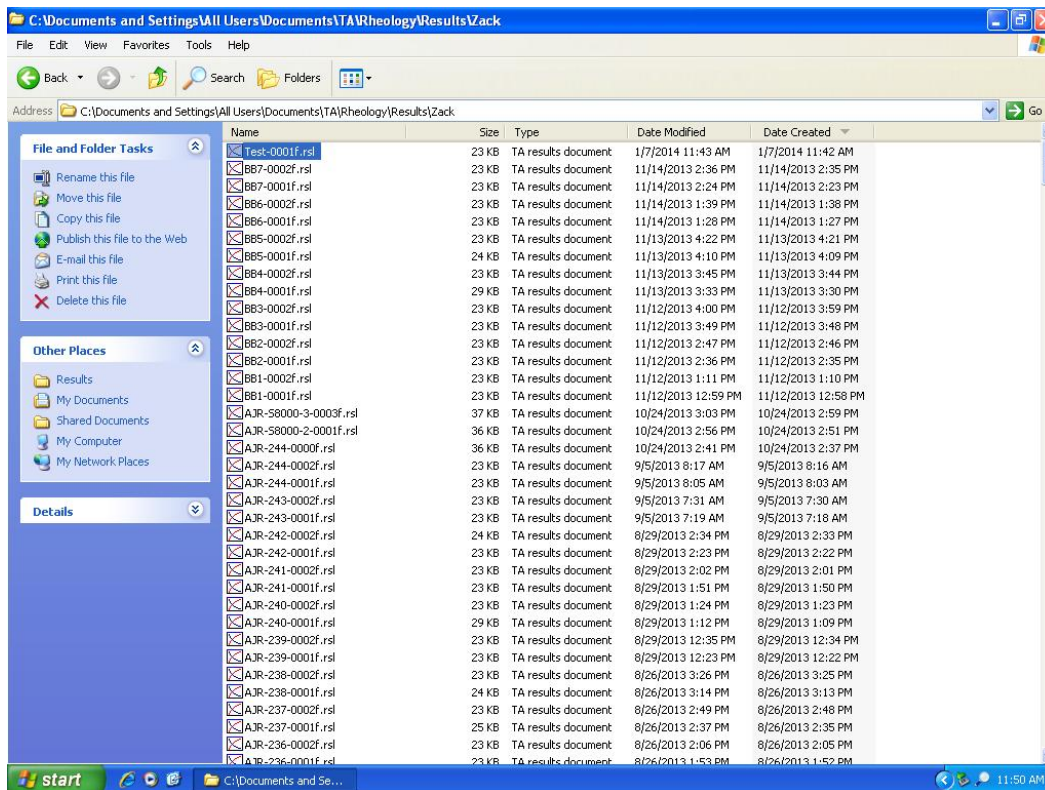 C:\Documents and Settings\All Users\Documents\TA\Rheology\Results\Zack
File Edit View Favorites Tools Help
Back Search Folders
Address C:\Documents and Settings\All Users\Documents\TA\Rheology\Results\Zack Go
File and Folder Tasks
Rename this file
Move this file
Copy this file
Publish this file to the Web
E-mail this file
Print this file
Delete this file
Other Places
Results
My Documents
Shared Documents
My Computer
My Network Places
Details
Name Size Type Date Modified Date Created
Test-0001f.rsl 23 KB TA results document 1/7/2014 11:43 AM 1/7/2014 11:42 AM
BB7-0002f.rsl 23 KB TA results document 11/14/2013 2:36 PM 11/14/2013 2:35 PM
BB7-0001f.rsl 23 KB TA results document 11/14/2013 2:24 PM 11/14/2013 2:23 PM
BB6-0002f.rsl 23 KB TA results document 11/14/2013 1:39 PM 11/14/2013 1:38 PM
BB6-0001f.rsl 23 KB TA results document 11/14/2013 1:28 PM 11/14/2013 1:27 PM
BB5-0002f.rsl 23 KB TA results document 11/13/2013 4:22 PM 11/13/2013 4:21 PM
BB5-0001f.rsl 24 KB TA results document 11/13/2013 4:10 PM 11/13/2013 4:09 PM
BB4-0002f.rsl 23 KB TA results document 11/13/2013 3:45 PM 11/13/2013 3:44 PM
BB4-0001f.rsl 29 KB TA results document 11/13/2013 3:33 PM 11/13/2013 3:30 PM
BB3-0002f.rsl 23 KB TA results document 11/12/2013 4:00 PM 11/12/2013 3:59 PM
BB3-0001f.rsl 23 KB TA results document 11/12/2013 3:49 PM 11/12/2013 3:48 PM
BB2-0002f.rsl 23 KB TA results document 11/12/2013 2:47 PM 11/12/2013 2:46 PM
BB2-0001f.rsl 23 KB TA results document 11/12/2013 2:36 PM 11/12/2013 2:35 PM
BB1-0002f.rsl 23 KB TA results document 11/12/2013 1:11 PM 11/12/2013 1:10 PM
BB1-0001f.rsl 23 KB TA results document 11/12/2013 12:59 PM 11/12/2013 12:58 PM
AJR-S8000-3-0003f.rsl 37 KB TA results document 10/24/2013 3:03 PM 10/24/2013 2:59 PM
AJR-S8000-2-0001f.rsl 36 KB TA results document 10/24/2013 2:56 PM 10/24/2013 2:51 PM
AJR-244-0000f.rsl 36 KB TA results document 10/24/2013 2:41 PM 10/24/2013 2:37 PM
AJR-244-0002f.rsl 23 KB TA results document 9/5/2013 8:17 AM 9/5/2013 8:16 AM
AJR-244-0001f.rsl 23 KB TA results document 9/5/2013 8:05 AM 9/5/2013 8:03 AM
AJR-243-0002f.rsl 23 KB TA results document 9/5/2013 7:31 AM 9/5/2013 7:30 AM
AJR-243-0001f.rsl 23 KB TA results document 9/5/2013 7:19 AM 9/5/2013 7:18 AM
AJR-242-0002f.rsl 24 KB TA results document 8/29/2013 2:34 PM 8/29/2013 2:33 PM
AJR-242-0001f.rsl 23 KB TA results document 8/29/2013 2:23 PM 8/29/2013 2:22 PM
AJR-241-0002f.rsl 23 KB TA results document 8/29/2013 2:02 PM 8/29/2013 2:01 PM
AJR-241-0001f.rsl 23 KB TA results document 8/29/2013 1:51 PM 8/29/2013 1:50 PM
AJR-240-0002f.rsl 23 KB TA results document 8/29/2013 1:24 PM 8/29/2013 1:23 PM
AJR-240-0001f.rsl 29 KB TA results document 8/29/2013 1:12 PM 8/29/2013 1:09 PM
AJR-239-0002f.rsl 23 KB TA results document 8/29/2013 12:35 PM 8/29/2013 12:34 PM
AJR-239-0001f.rsl 23 KB TA results document 8/29/2013 12:23 PM 8/29/2013 12:22 PM
AJR-238-0002f.rsl 23 KB TA results document 8/26/2013 3:26 PM 8/26/2013 3:25 PM
AJR-238-0001f.rsl 24 KB TA results document 8/26/2013 3:14 PM 8/26/2013 3:13 PM
AJR-237-0002f.rsl 23 KB TA results document 8/26/2013 2:49 PM 8/26/2013 2:48 PM
AJR-237-0001f.rsl 25 KB TA results document 8/26/2013 2:37 PM 8/26/2013 2:35 PM
AJR-236-0002f.rsl 23 KB TA results document 8/26/2013 2:06 PM 8/26/2013 2:05 PM
AJR-236-0001f.rsl 23 KB TA results document 8/26/2013 1:53 PM 8/26/2013 1:52 PM
start C:\Documents and Se... 11:50 AM